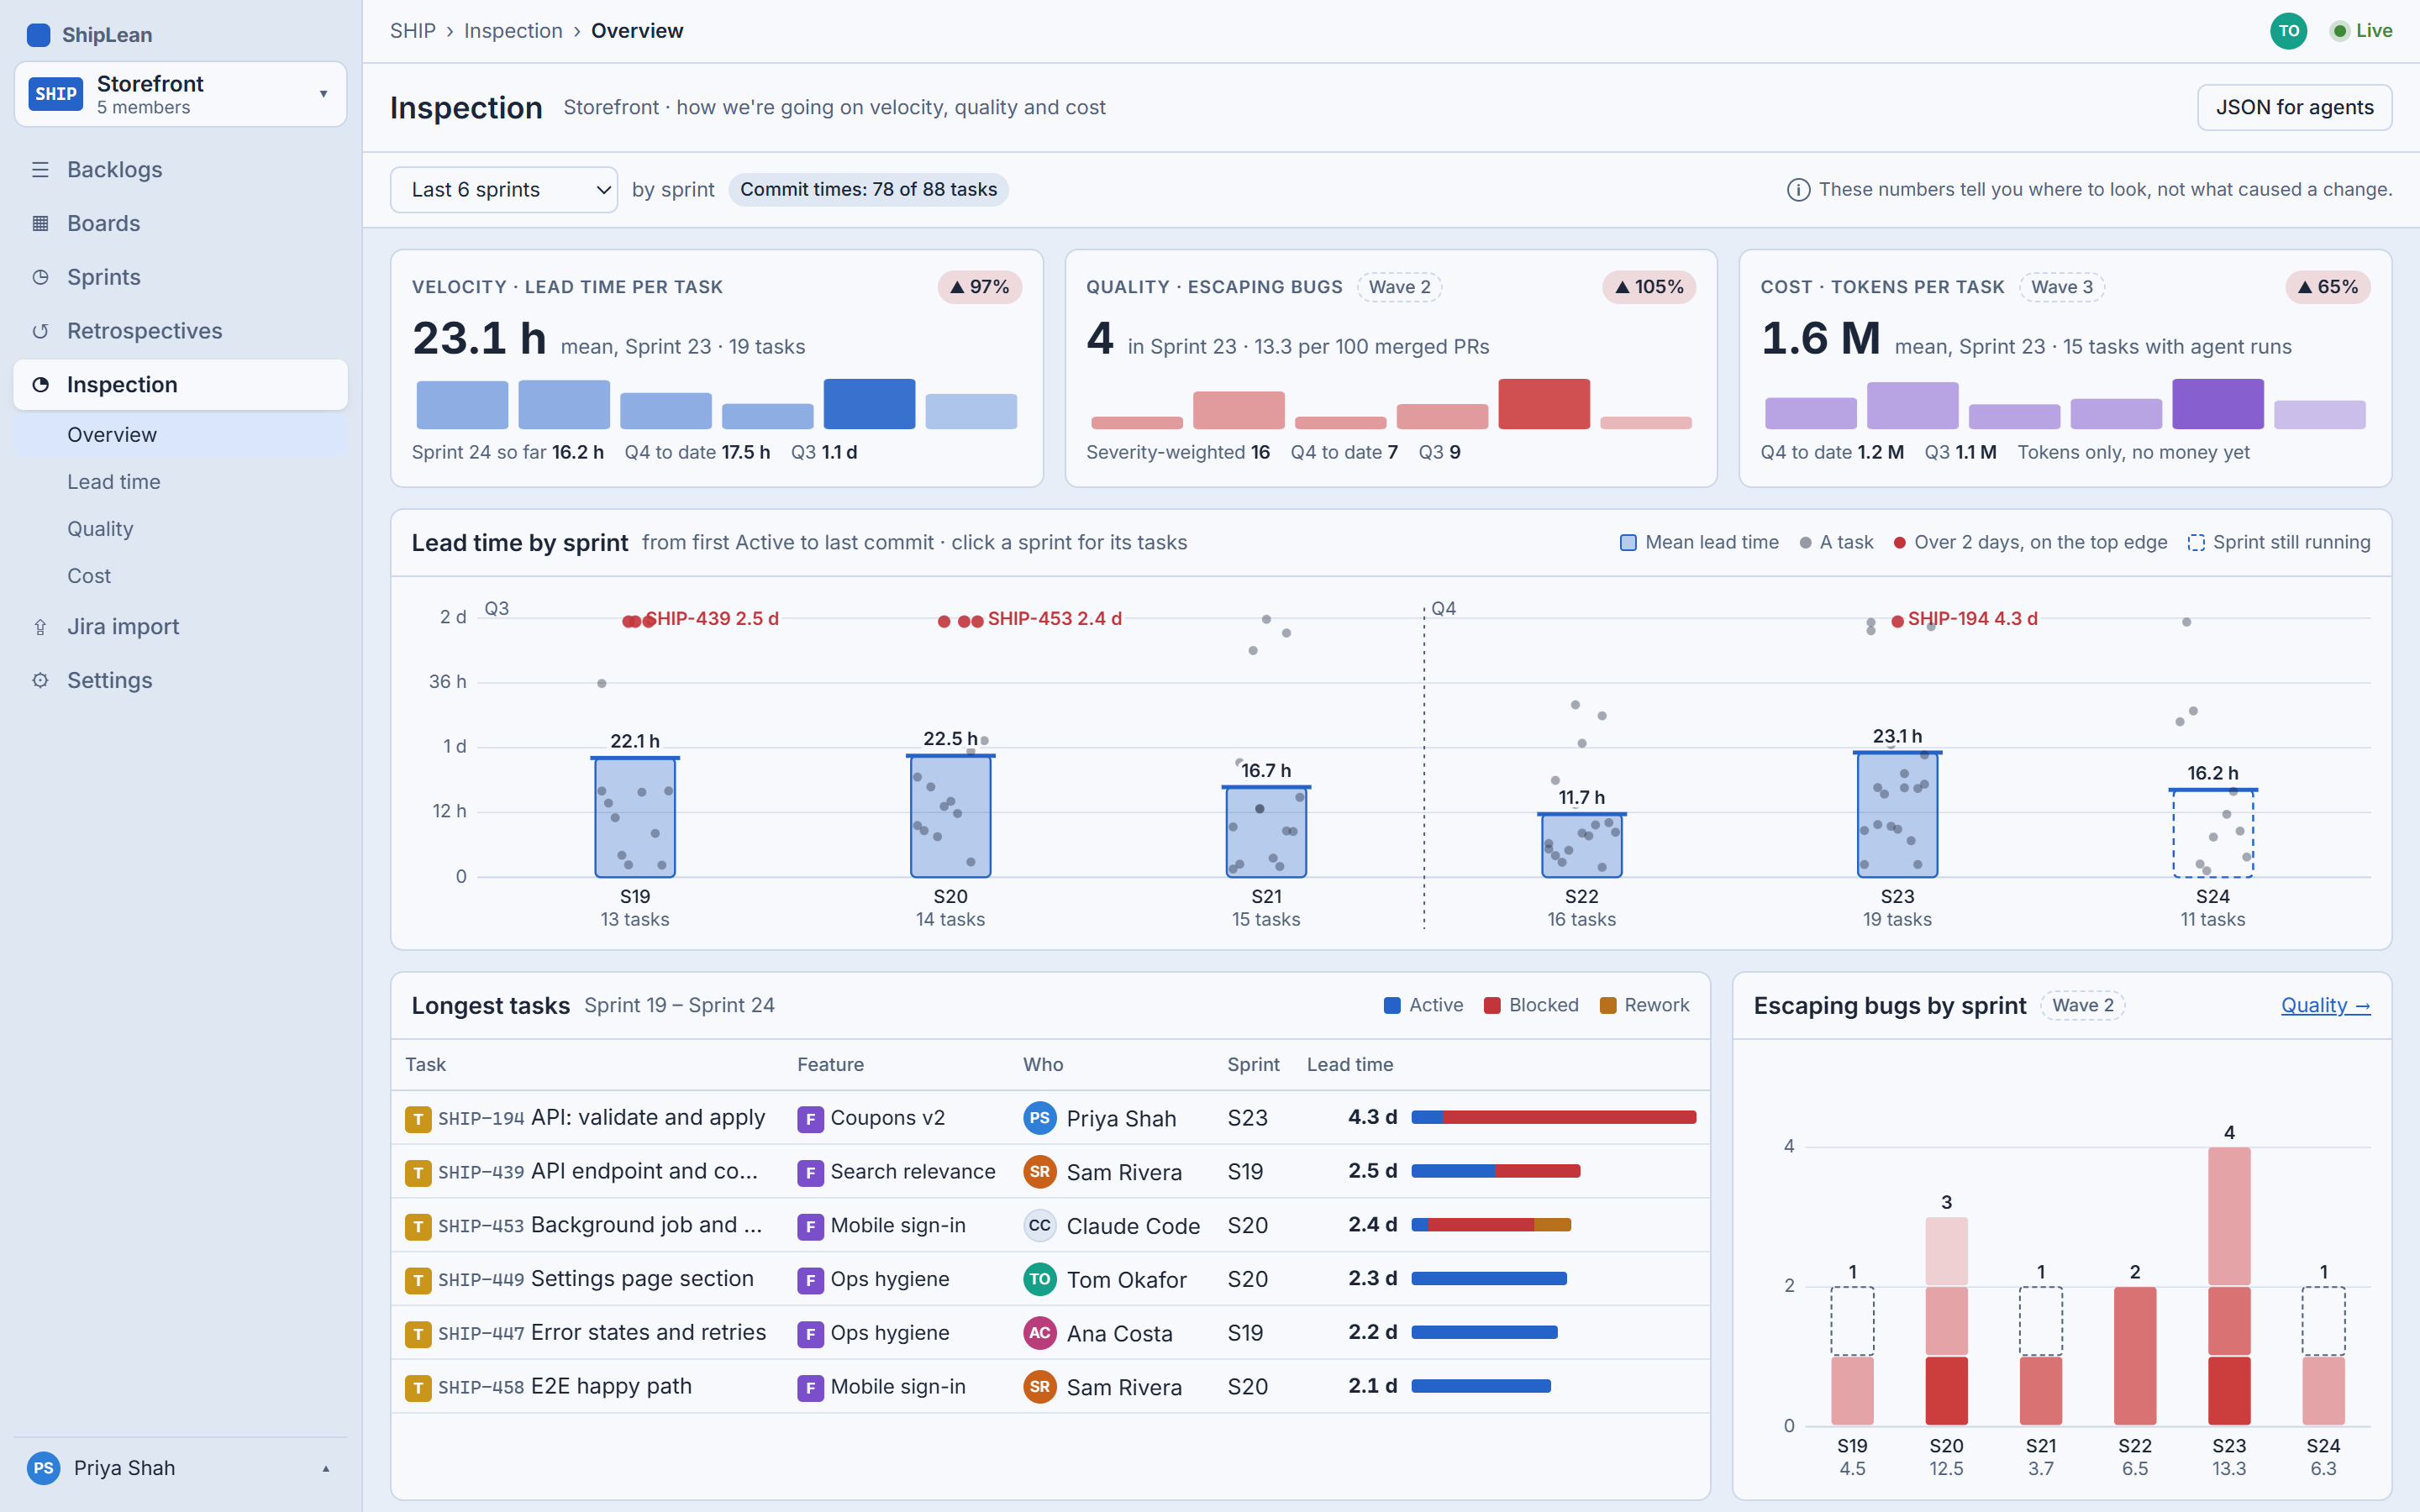 ShipLean
SHIP
Storefront
5 members
Backlogs
Boards
Sprints
Retrospectives
Inspection
Overview
Lead time
Quality
Cost
Jira import
Settings
PS Priya Shah
SHIP › Inspection › Overview
TO
Live
Inspection Storefront · how we're going on velocity, quality and cost
JSON for agents
Last 6 sprints by sprint Commit times: 78 of 88 tasks
These numbers tell you where to look, not what caused a change.
VELOCITY · LEAD TIME PER TASK ▲ 97%
23.1 h mean, Sprint 23 · 19 tasks
Sprint 24 so far 16.2 h Q4 to date 17.5 h Q3 1.1 d
QUALITY · ESCAPING BUGS Wave 2 ▲ 105%
4 in Sprint 23 · 13.3 per 100 merged PRs
Severity-weighted 16 Q4 to date 7 Q3 9
COST · TOKENS PER TASK Wave 3 ▲ 65%
1.6 M mean, Sprint 23 · 15 tasks with agent runs
Q4 to date 1.2 M Q3 1.1 M Tokens only, no money yet
Lead time by sprint from first Active to last commit · click a sprint for its tasks
Mean lead time A task Over 2 days, on the top edge Sprint still running
Q3 Q4
2 d SHIP-439 2.5 d SHIP-453 2.4 d SHIP-194 4.3 d
36 h
1 d
12 h
0
22.1 h 22.5 h 16.7 h 11.7 h 23.1 h 16.2 h
S19 S20 S21 S22 S23 S24
13 tasks 14 tasks 15 tasks 16 tasks 19 tasks 11 tasks
Longest tasks Sprint 19 – Sprint 24
Active Blocked Rework
Task Feature Who Sprint Lead time
T SHIP-194 API: validate and apply F Coupons v2 PS Priya Shah S23 4.3 d
T SHIP-439 API endpoint and co... F Search relevance SR Sam Rivera S19 2.5 d
T SHIP-453 Background job and ... F Mobile sign-in CC Claude Code S20 2.4 d
T SHIP-449 Settings page section F Ops hygiene TO Tom Okafor S20 2.3 d
T SHIP-447 Error states and retries F Ops hygiene AC Ana Costa S19 2.2 d
T SHIP-458 E2E happy path F Mobile sign-in SR Sam Rivera S20 2.1 d
Escaping bugs by sprint Wave 2 Quality →
4
2
0
1 3 1 2 4 1
S19 S20 S21 S22 S23 S24
4.5 12.5 3.7 6.5 13.3 6.3